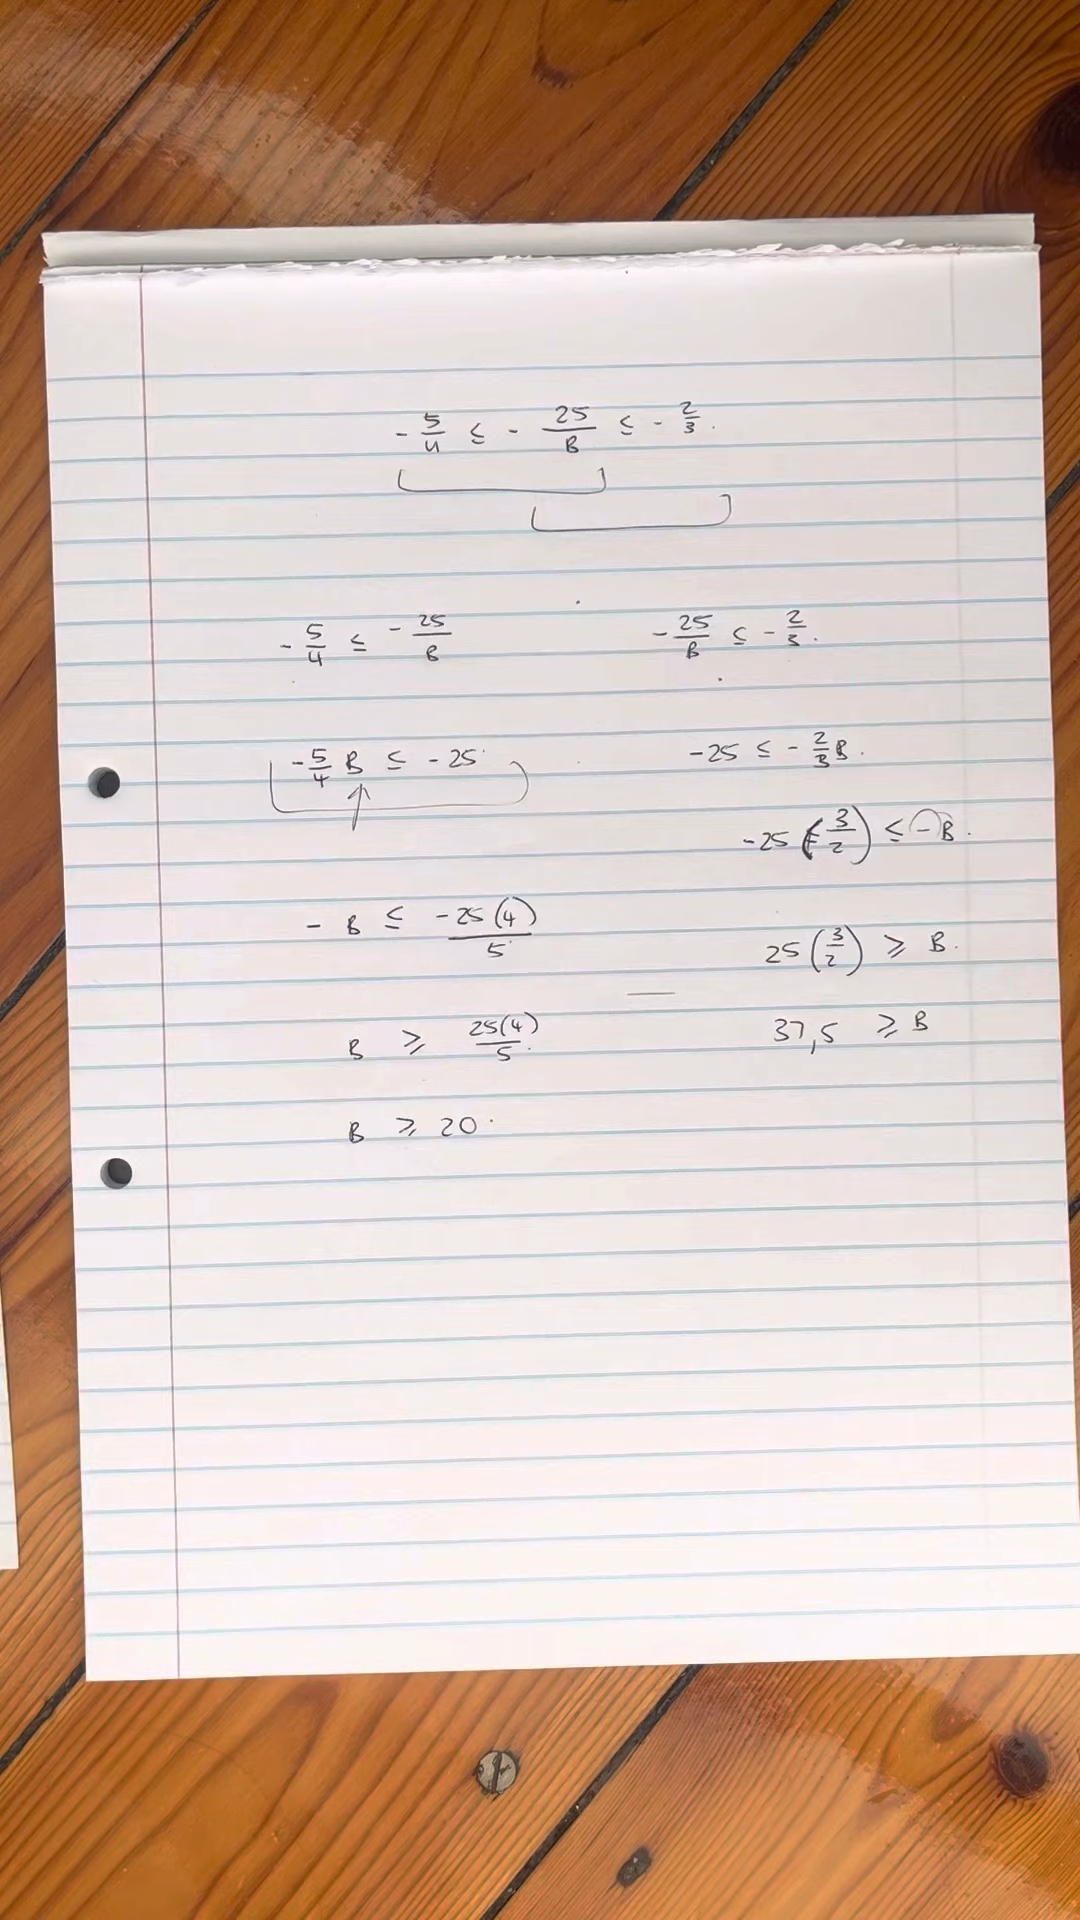 - 5/4 ≤ - 25/B ≤ - 2/3.
- 5/4 ≤ - 25/B
- 25/B ≤ - 2/3.
- 5/4 B ≤ - 25
-25 ≤ - 2/3 B.
-25 (3/2) ≤ - B.
- B ≤ -25(4)/5
25 (3/2) ≥ B.
B ≥ 25(4)/5.
37,5 ≥ B
B ≥ 20.